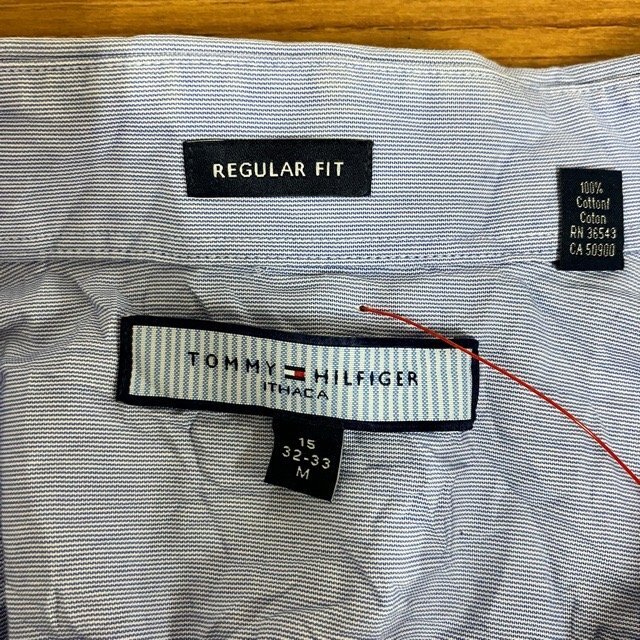 REGULAR FIT
100%
Cotton/
Coton
RN 36543
CA 50900
TOMMY HILFIGER
ITHACA
15
32-33
M